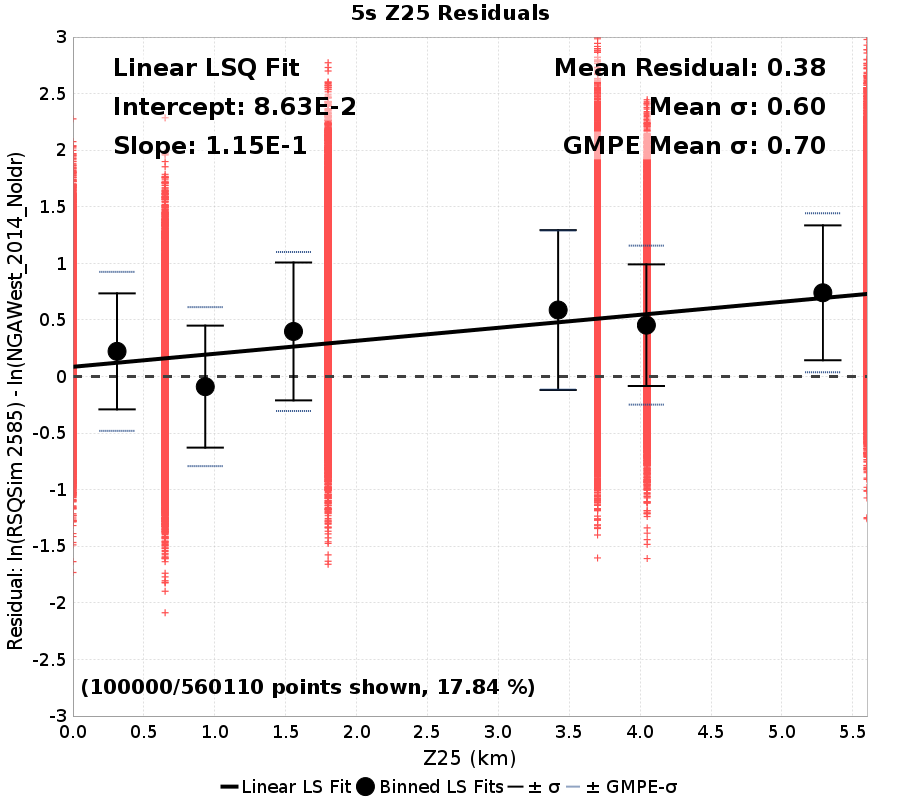 5s Z25 Residuals
Linear LSQ Fit
Intercept: 8.63E-2
Slope: 1.15E-1
Mean Residual: 0.38
Mean σ: 0.60
GMPE Mean σ: 0.70
3
2.5
2
1.5
1
0.5
0
-0.5
-1
-1.5
-2
-2.5
-3
Residual: ln(RSQSim 2585) - ln(NGAWest_2014_NoIdr)
(100000/560110 points shown, 17.84 %)
0.0 0.5 1.0 1.5 2.0 2.5 3.0 3.5 4.0 4.5 5.0 5.5
Z25 (km)
Linear LS Fit Binned LS Fits ± σ ± GMPE-σ